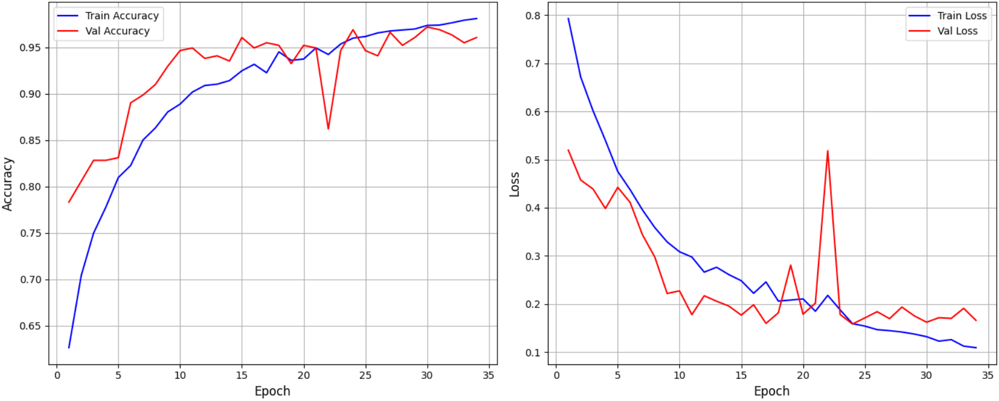 Train Accuracy
Val Accuracy
0.95
0.90
0.85
0.80
0.75
0.70
0.65
Accuracy
0 5 10 15 20 25 30 35
Epoch
Train Loss
Val Loss
0.8
0.7
0.6
0.5
0.4
0.3
0.2
0.1
Loss
0 5 10 15 20 25 30 35
Epoch